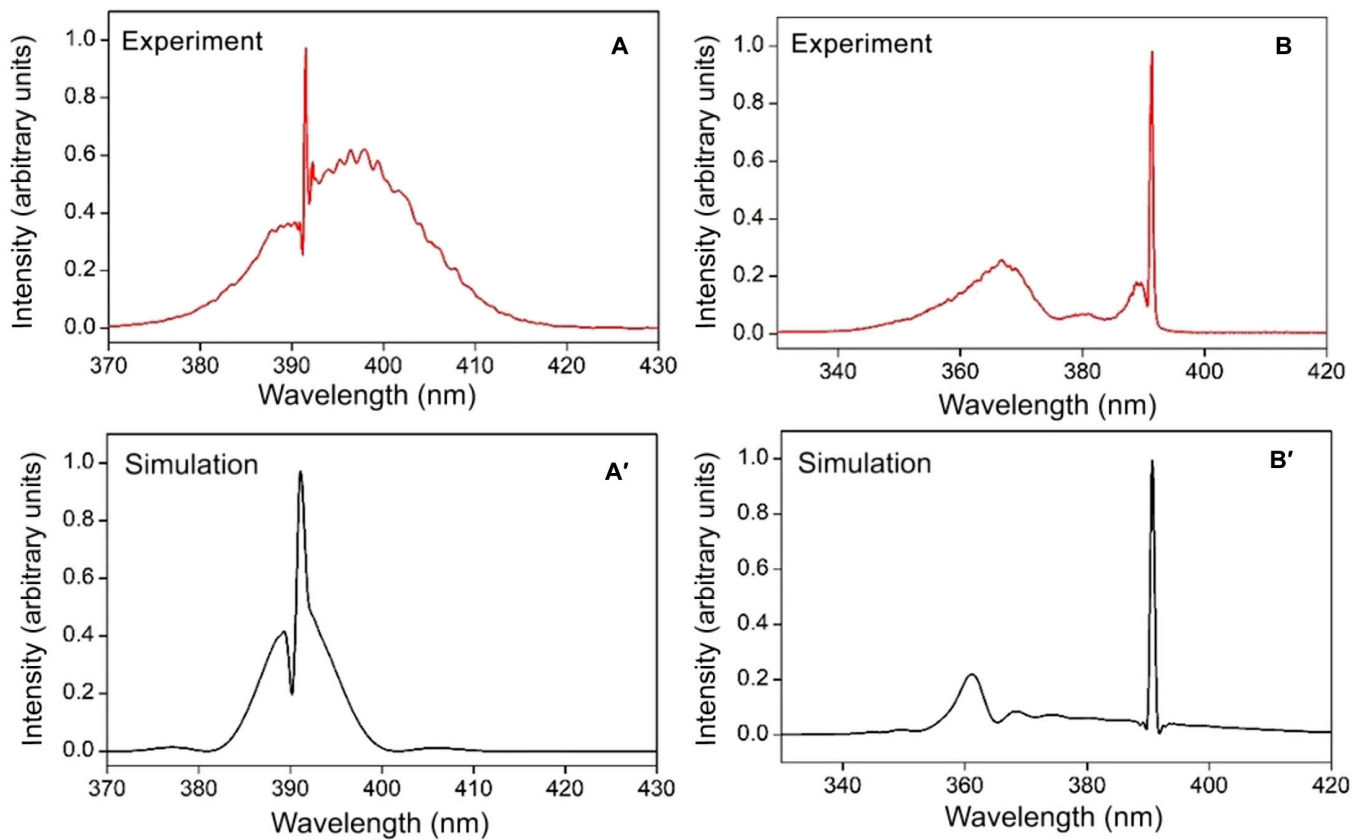 Experiment
A
Intensity (arbitrary units)
1.0
0.8
0.6
0.4
0.2
0.0
370 380 390 400 410 420 430
Wavelength (nm)
Experiment
B
Intensity (arbitrary units)
1.0
0.8
0.6
0.4
0.2
0.0
340 360 380 400 420
Wavelength (nm)
Simulation
A′
Intensity (arbitrary units)
1.0
0.8
0.6
0.4
0.2
0.0
370 380 390 400 410 420 430
Wavelength (nm)
Simulation
B′
Intensity (arbitrary units)
1.0
0.8
0.6
0.4
0.2
0.0
340 360 380 400 420
Wavelength (nm)